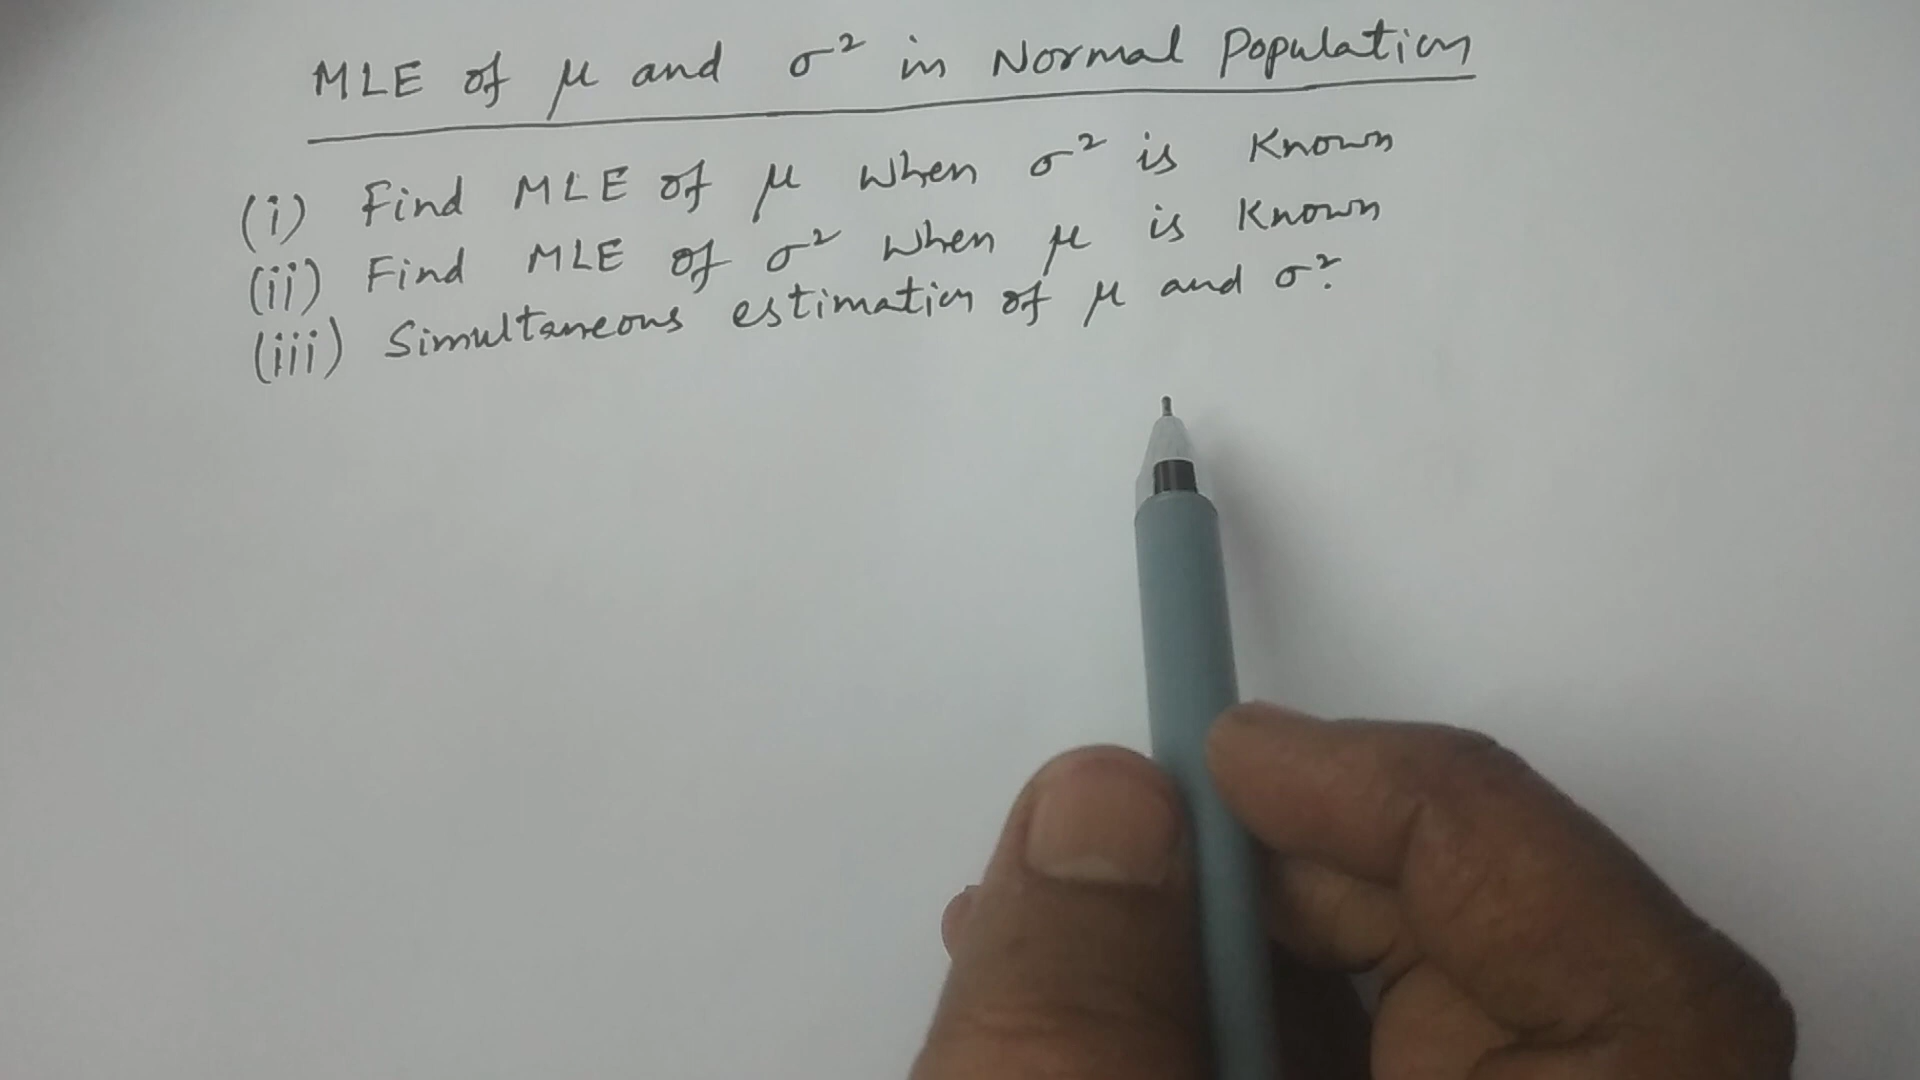 MLE of μ and σ² in Normal Population
(i) Find MLE of μ when σ² is Known
(ii) Find MLE of σ² when μ is Known
(iii) Simultaneous estimation of μ and σ².